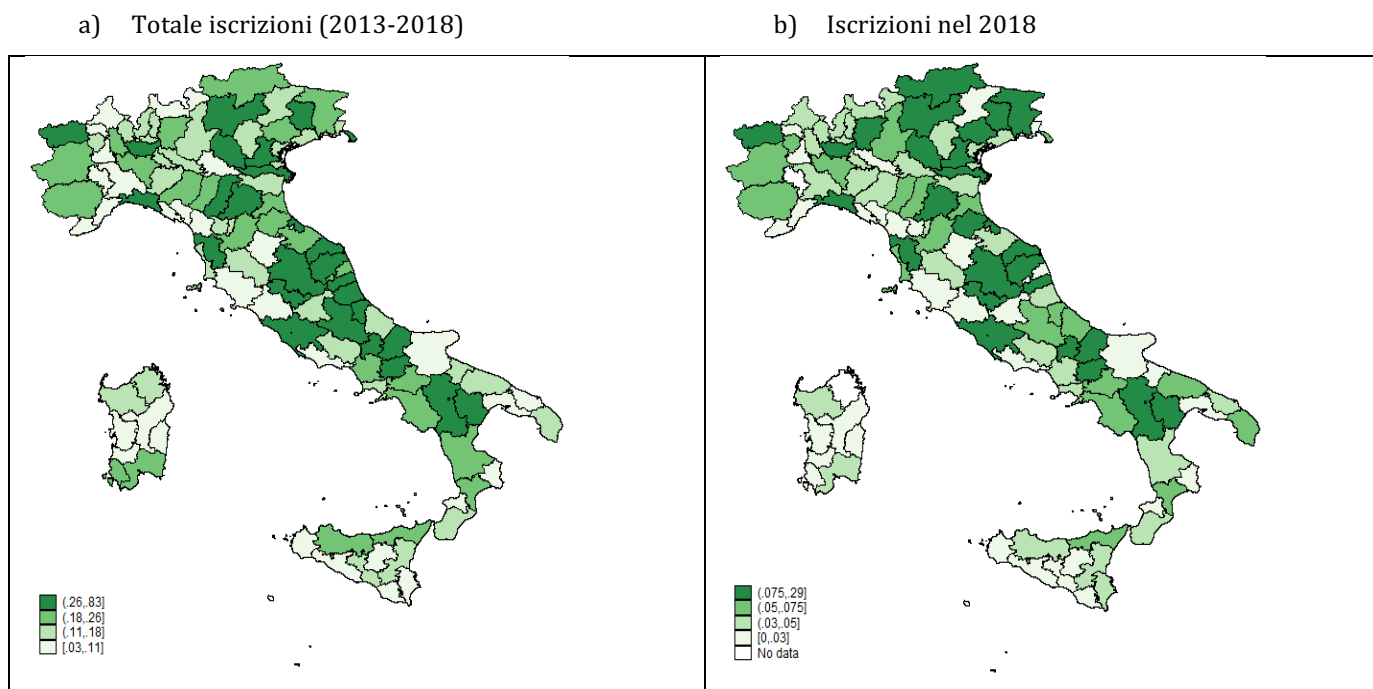 a) Totale iscrizioni (2013-2018)
b) Iscrizioni nel 2018
(.26,.83]
(.18,.26]
(.11,.18]
[.03,.11]
(.075,.29]
(.05,.075]
(.03,.05]
[0,.03]
No data